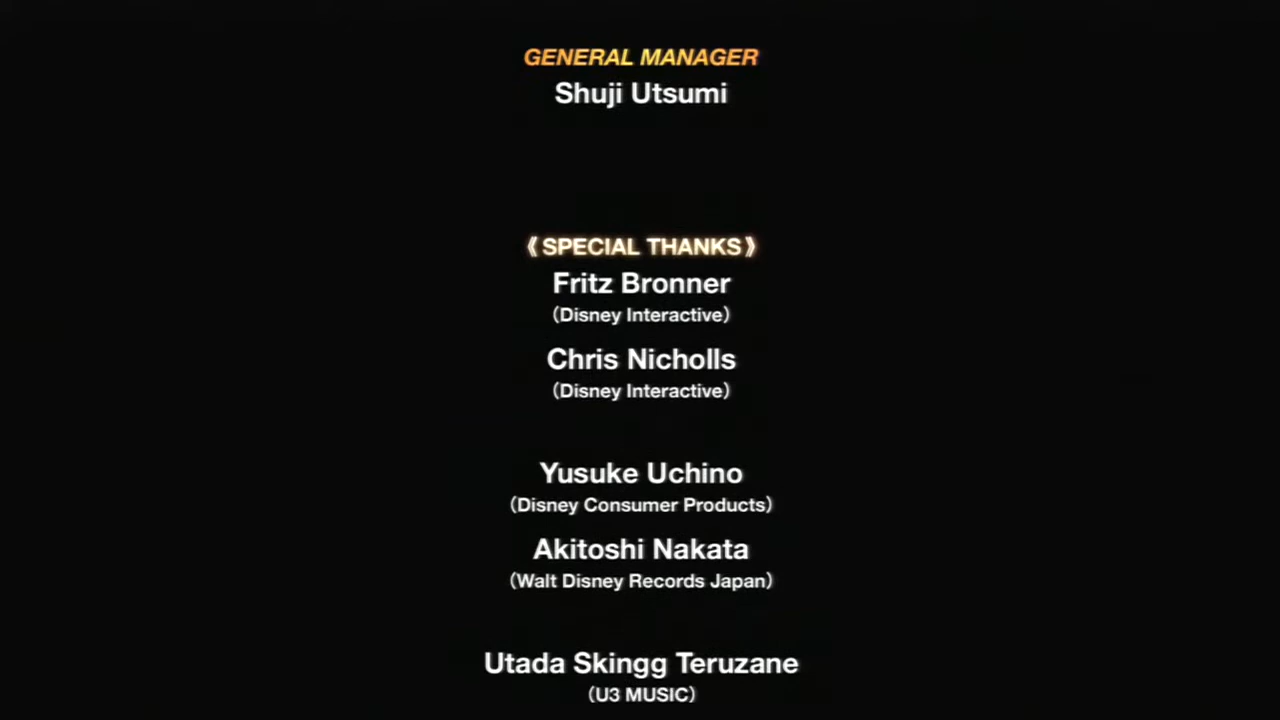 GENERAL MANAGER
Shuji Utsumi
《SPECIAL THANKS》
Fritz Bronner
(Disney Interactive)
Chris Nicholls
(Disney Interactive)
Yusuke Uchino
(Disney Consumer Products)
Akitoshi Nakata
(Walt Disney Records Japan)
Utada Skingg Teruzane
(U3 MUSIC)